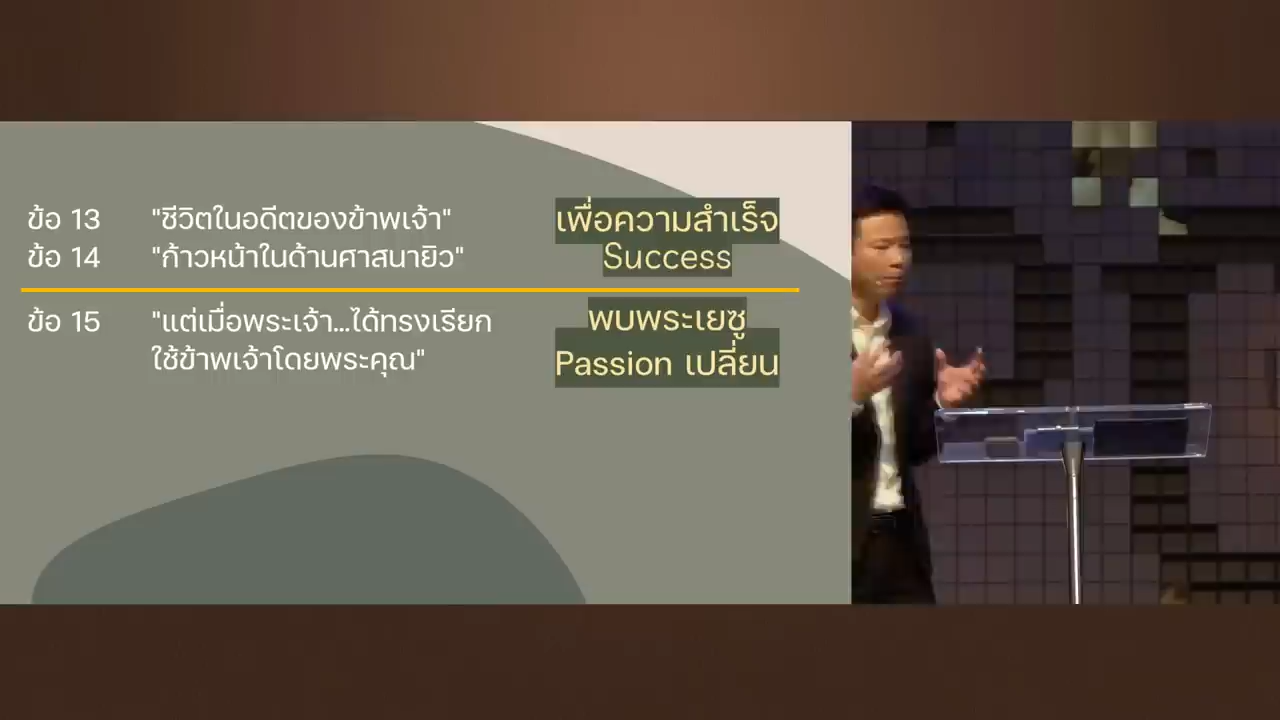 ข้อ 13 "ชีวิตในอดีตของข้าพเจ้า" เพื่อความสำเร็จ
ข้อ 14 "ก้าวหน้าในด้านศาสนายิว" Success
ข้อ 15 "แต่เมื่อพระเจ้า...ได้ทรงเรียก พบพระเยซู
ใช้ข้าพเจ้าโดยพระคุณ" Passion เปลี่ยน